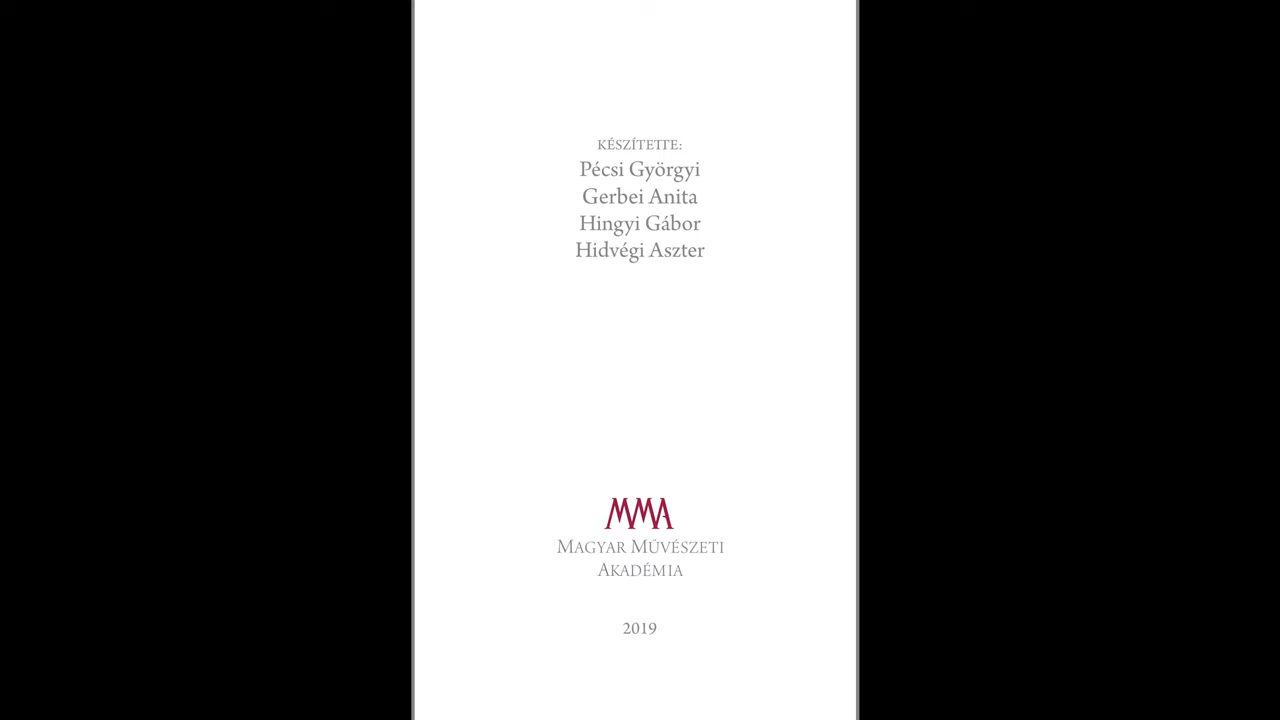 KÉSZÍTETTE:
Pécsi Györgyi
Gerbei Anita
Hingyi Gábor
Hidvégi Aszter
MMA
MAGYAR MŰVÉSZETI
AKADÉMIA
2019